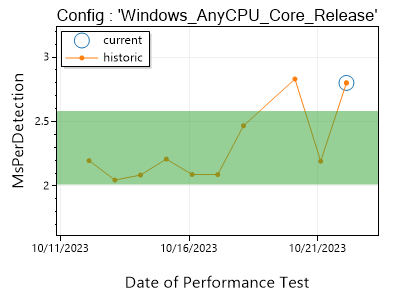 Config : 'Windows_AnyCPU_Core_Release'
current
historic
3
2.5
2
MsPerDetection
10/11/2023
10/16/2023
10/21/2023
Date of Performance Test